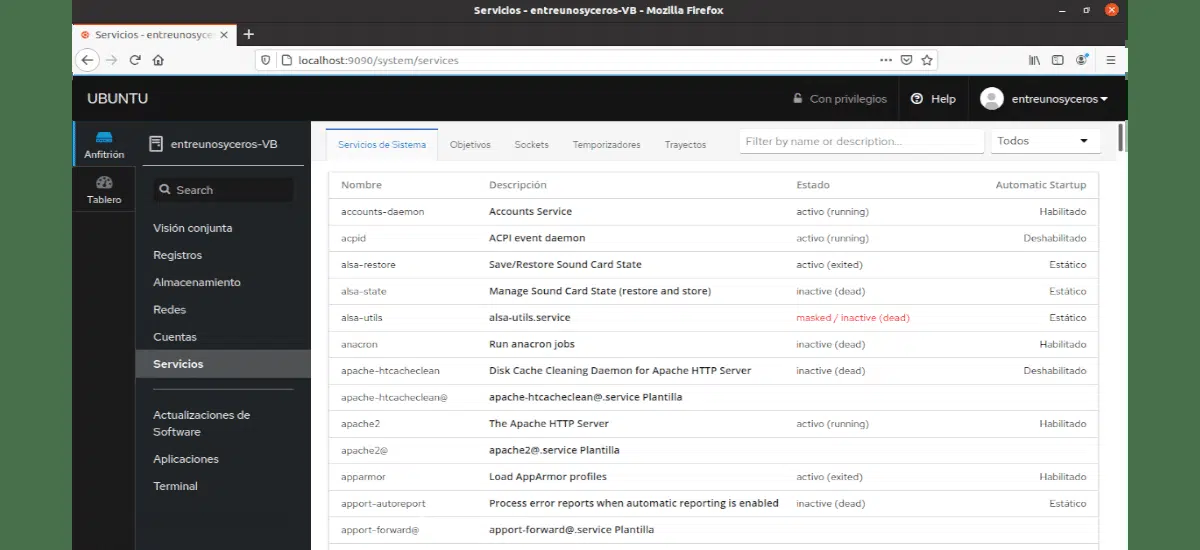 Servicios - entreunosyceros-VB - Mozilla Firefox
Servicios - entreunosyce
localhost:9090/system/services
UBUNTU
Con privilegios
Help
entreunosyceros
Anfitrión
Tablero
entreunosyceros-VB
Search
Visión conjunta
Registros
Almacenamiento
Redes
Cuentas
Servicios
Actualizaciones de
Software
Aplicaciones
Terminal
Servicios de Sistema Objetivos Sockets Temporizadores Trayectos Filter by name or description... Todos
Nombre Descripción Estado Automatic Startup
accounts-daemon Accounts Service activo (running) Habilitado
acpid ACPI event daemon activo (running) Deshabilitado
alsa-restore Save/Restore Sound Card State activo (exited) Estático
alsa-state Manage Sound Card State (restore and store) inactive (dead) Estático
alsa-utils alsa-utils.service masked / inactive (dead) Estático
anacron Run anacron jobs inactive (dead) Habilitado
apache-htcacheclean Disk Cache Cleaning Daemon for Apache HTTP Server inactive (dead) Deshabilitado
apache-htcacheclean@ apache-htcacheclean@.service Plantilla
apache2 The Apache HTTP Server activo (running) Habilitado
apache2@ apache2@.service Plantilla
apparmor Load AppArmor profiles activo (exited) Habilitado
apport-autoreport Process error reports when automatic reporting is enabled inactive (dead) Estático
apport-forward@ apport-forward@.service Plantilla